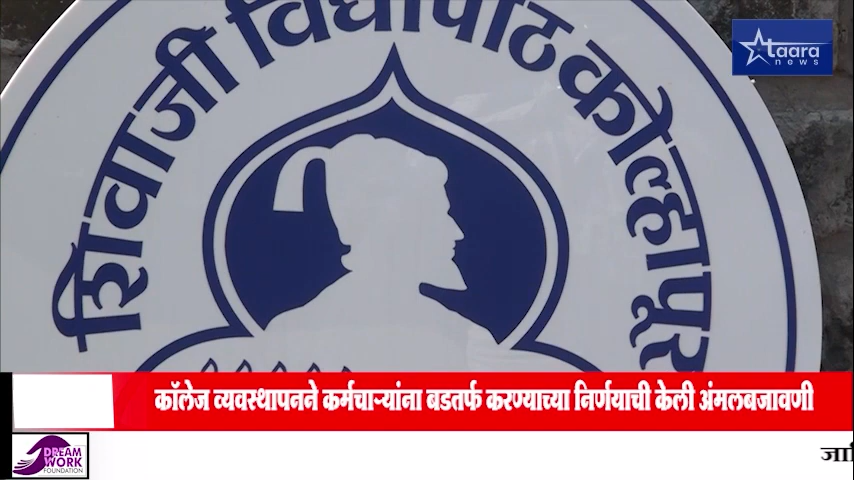 शिवाजी विद्यापीठ कोल्हापूर
taara
news
कॉलेज व्यवस्थापनने कर्मचाऱ्यांना बडतर्फ करण्याच्या निर्णयाची केली अंमलबजावणी
DREAM
WORK
FOUNDATION